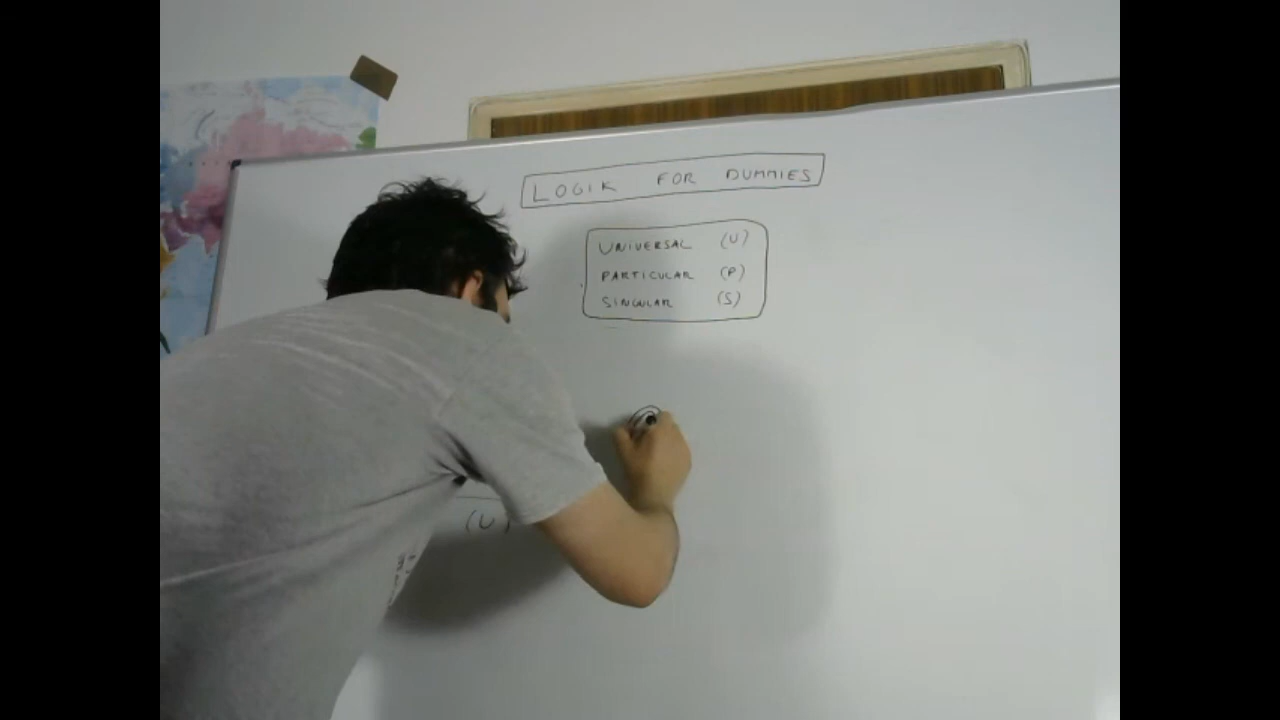 LOGIK FOR DUMMIES
UNIVERSAL (U)
PARTICULAR (P)
SINGULAR (S)
(U)